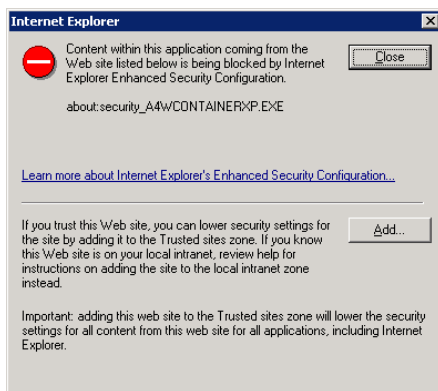 Internet Explorer
Content within this application coming from the
Web site listed below is being blocked by Internet
Explorer Enhanced Security Configuration.
Close
about:security_A4WCONTAINERXP.EXE
Learn more about Internet Explorer's Enhanced Security Configuration...
If you trust this Web site, you can lower security settings for
the site by adding it to the Trusted sites zone. If you know
this Web site is on your local intranet, review help for
instructions on adding the site to the local intranet zone
instead.
Add...
Important: adding this web site to the Trusted sites zone will lower the security
settings for all content from this web site for all applications, including Internet
Explorer.